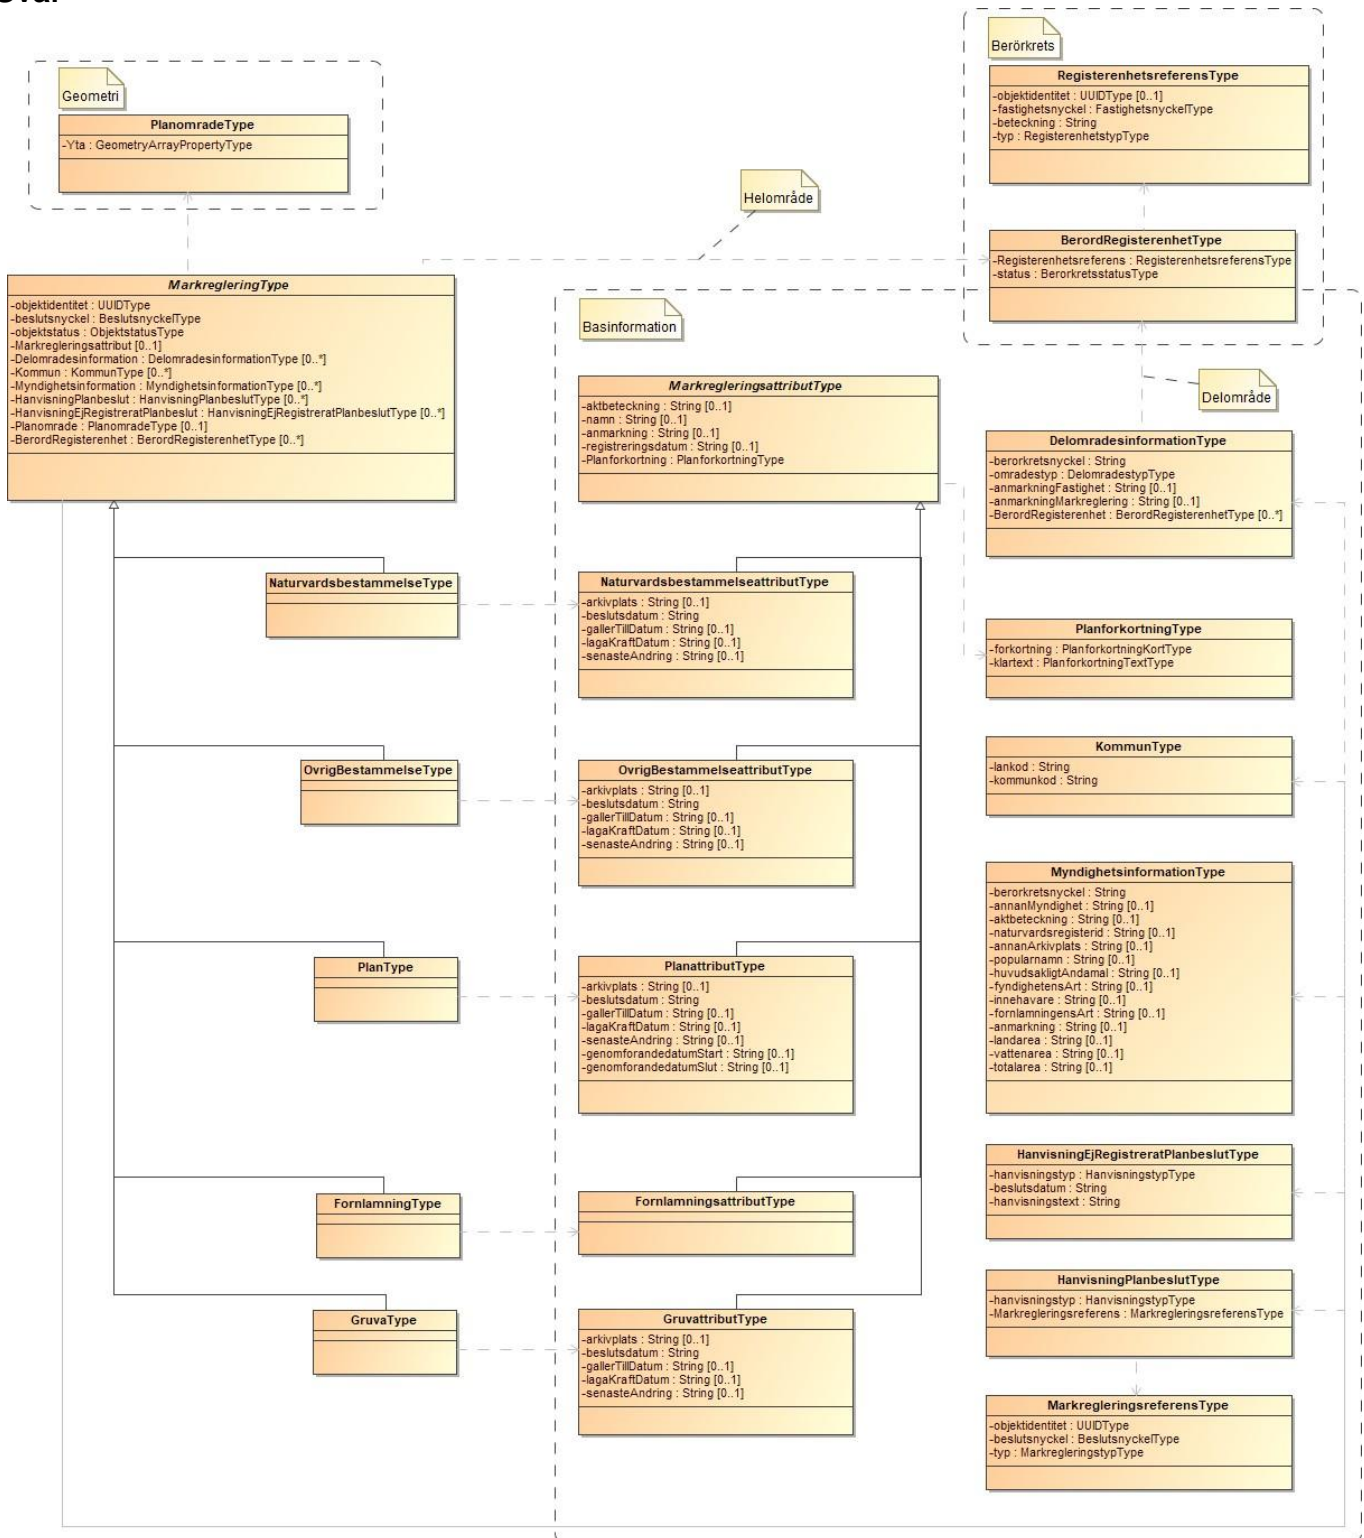 Geometri
PlanomradeType
-Yta : GeometryArrayPropertyType
Berörkrets
RegisterenhetsreferensType
-objektidentitet : UUIDType [0..1]
-fastighetsnyckel : FastighetsnyckelType
-beteckning : String
-typ : RegisterenhetstypType
Helområde
BerordRegisterenhetType
-Registerenhetsreferens : RegisterenhetsreferensType
-status : BerorkretsstatusType
MarkregleringType
-objektidentitet : UUIDType
-beslutsnyckel : BeslutsnyckelType
-objektstatus : ObjektstatusType
-Markregleringsattribut [0..1]
-Delomradesinformation : DelomradesinformationType [0..*]
-Kommun : KommunType [0..*]
-Myndighetsinformation : MyndighetsinformationType [0..*]
-HanvisningPlanbeslut : HanvisningPlanbeslutType [0..*]
-HanvisningEjRegistreratPlanbeslut : HanvisningEjRegistreratPlanbeslutType [0..*]
-Planomrade : PlanomradeType [0..1]
-BerordRegisterenhet : BerordRegisterenhetType [0..*]
Basinformation
MarkregleringsattributType
-aktbeteckning : String [0..1]
-namn : String [0..1]
-anmarkning : String [0..1]
-registreringsdatum : String [0..1]
-Planforkortning : PlanforkortningType
Delområde
DelomradesinformationType
-berorkretsnyckel : String
-omradestyp : DelomradestypType
-anmarkningFastighet : String [0..1]
-anmarkningMarkreglering : String [0..1]
-BerordRegisterenhet : BerordRegisterenhetType [0..*]
NaturvardsbestammelseType
NaturvardsbestammelseattributType
-arkivplats : String [0..1]
-beslutsdatum : String
-gallerTillDatum : String [0..1]
-lagaKraftDatum : String [0..1]
-senasteAndring : String [0..1]
PlanforkortningType
-forkortning : PlanforkortningKortType
-klartext : PlanforkortningTextType
OvrigBestammelseType
OvrigBestammelseattributType
-arkivplats : String [0..1]
-beslutsdatum : String
-gallerTillDatum : String [0..1]
-lagaKraftDatum : String [0..1]
-senasteAndring : String [0..1]
KommunType
-lankod : String
-kommunkod : String
MyndighetsinformationType
-berorkretsnyckel : String
-annanMyndighet : String [0..1]
-aktbeteckning : String [0..1]
-naturvardsregisterid : String [0..1]
-annanArkivplats : String [0..1]
-popularnamn : String [0..1]
-huvudsakligtAndamal : String [0..1]
-fyndighetensArt : String [0..1]
-innehavare : String [0..1]
-fornlamningensArt : String [0..1]
-anmarkning : String [0..1]
-landarea : String [0..1]
-vattenarea : String [0..1]
-totalarea : String [0..1]
PlanType
PlanattributType
-arkivplats : String [0..1]
-beslutsdatum : String
-gallerTillDatum : String [0..1]
-lagaKraftDatum : String [0..1]
-senasteAndring : String [0..1]
-genomforandedatumStart : String [0..1]
-genomforandedatumSlut : String [0..1]
HanvisningEjRegistreratPlanbeslutType
-hanvisningstyp : HanvisningstypType
-beslutsdatum : String
-hanvisningstext : String
FornlamningType
FornlamningsattributType
HanvisningPlanbeslutType
-hanvisningstyp : HanvisningstypType
-Markregleringsreferens : MarkregleringsreferensType
GruvaType
GruvattributType
-arkivplats : String [0..1]
-beslutsdatum : String
-gallerTillDatum : String [0..1]
-lagaKraftDatum : String [0..1]
-senasteAndring : String [0..1]
MarkregleringsreferensType
-objektidentitet : UUIDType
-beslutsnyckel : BeslutsnyckelType
-typ : MarkregleringstypType